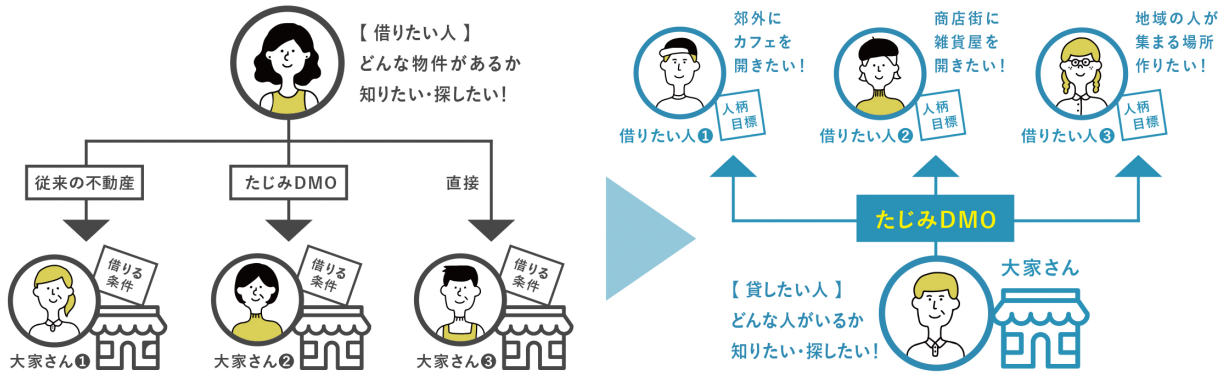 【 借りたい人 】
どんな物件があるか
知りたい・探したい!
従来の不動産
たじみDMO
直接
借りる
条件
大家さん❶
借りる
条件
大家さん❷
借りる
条件
大家さん❸
郊外に
カフェを
開きたい!
人柄
目標
借りたい人❶
商店街に
雑貨屋を
開きたい!
人柄
目標
借りたい人❷
地域の人が
集まる場所
作りたい!
人柄
目標
借りたい人❸
たじみDMO
大家さん
【 貸したい人 】
どんな人がいるか
知りたい・探したい!